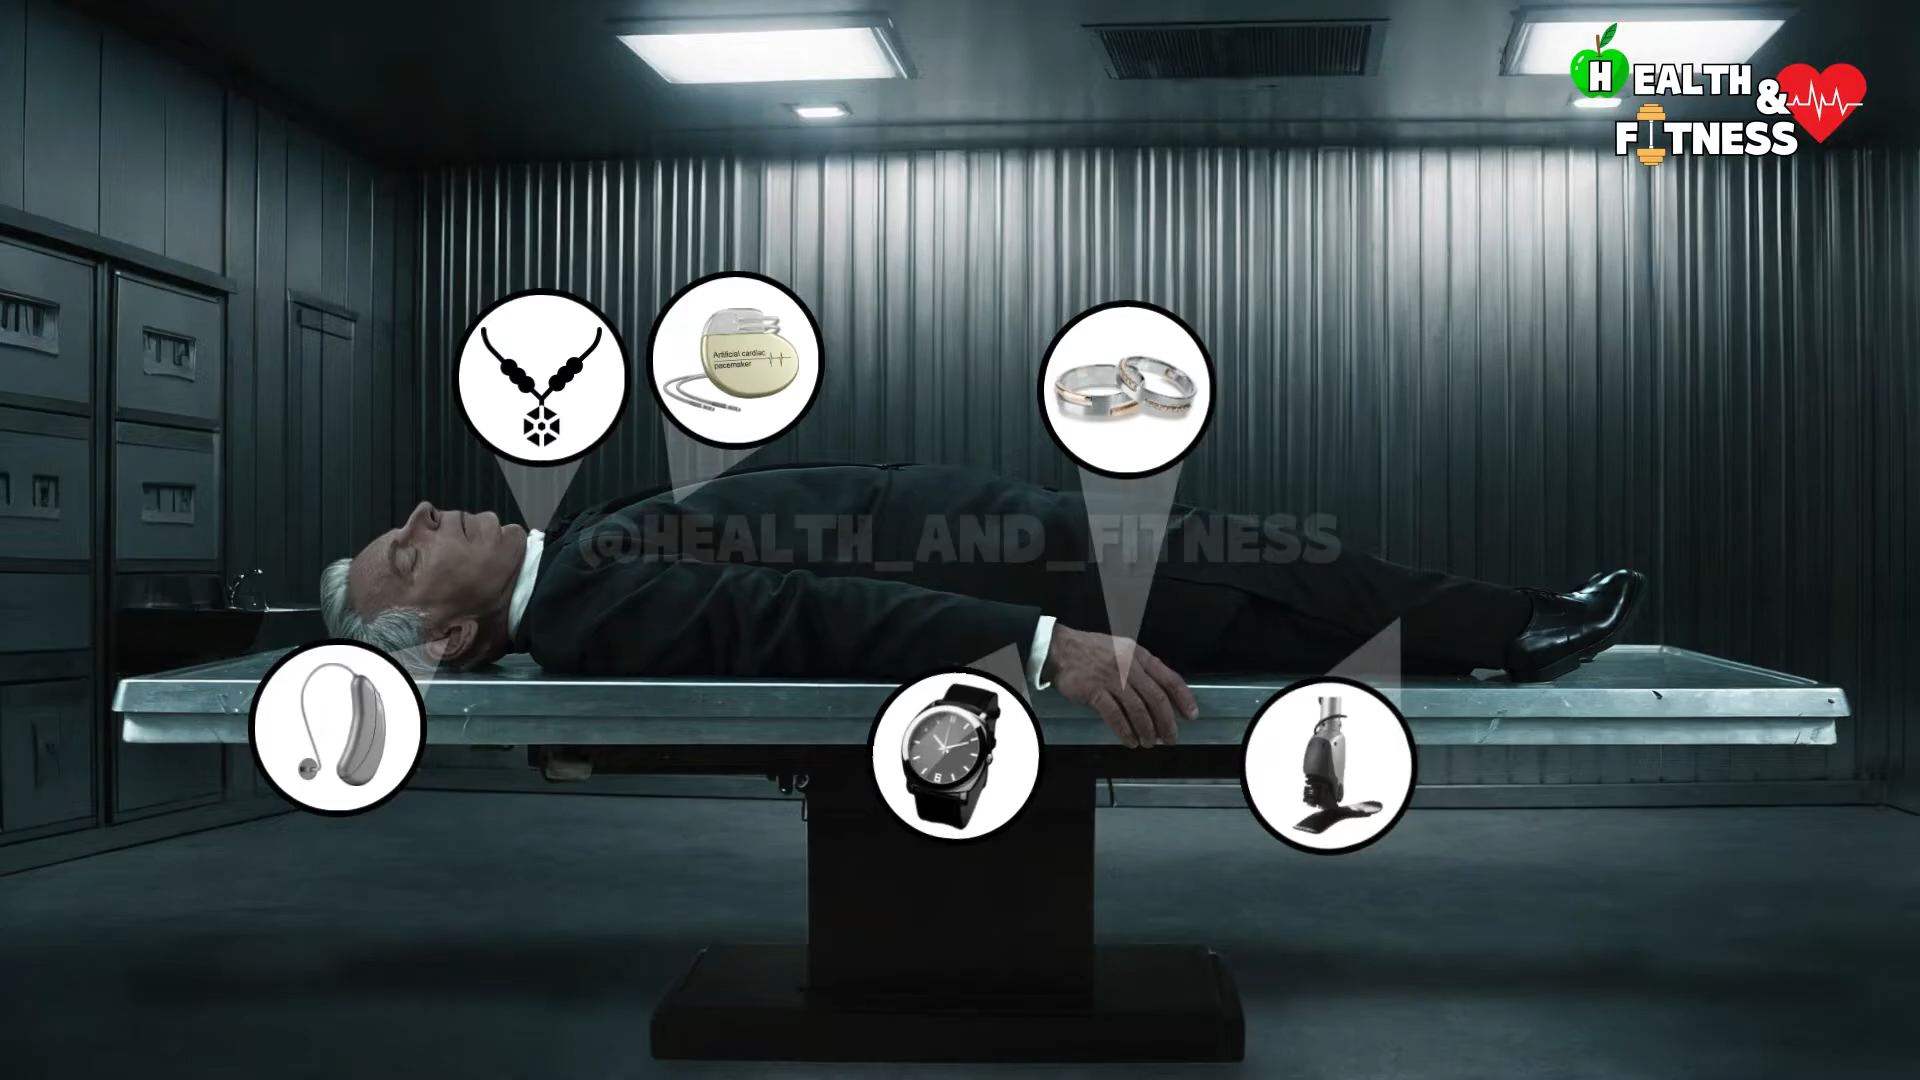 HEALTH
&
FITNESS
Artificial cardiac
pacemaker
@HEALTH_AND_FITNESS